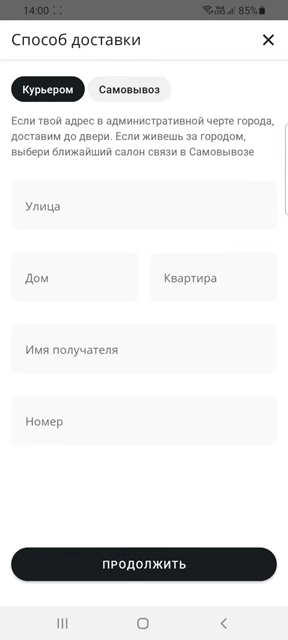 14:00
85%
Способ доставки
Курьером
Самовывоз
Если твой адрес в административной черте города,
доставим до двери. Если живешь за городом,
выбери ближайший салон связи в Самовывозе
Улица
Дом
Квартира
Имя получателя
Номер
ПРОДОЛЖИТЬ